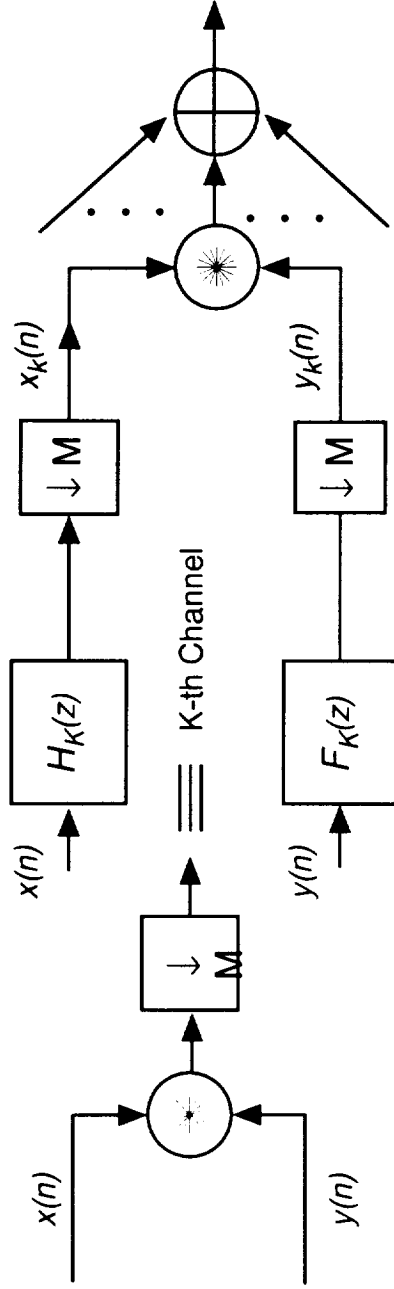 x(n)
y(n)
↓ M
K-th Channel
x(n)
H_K(z)
↓ M
x_K(n)
y(n)
F_K(z)
↓ M
y_K(n)